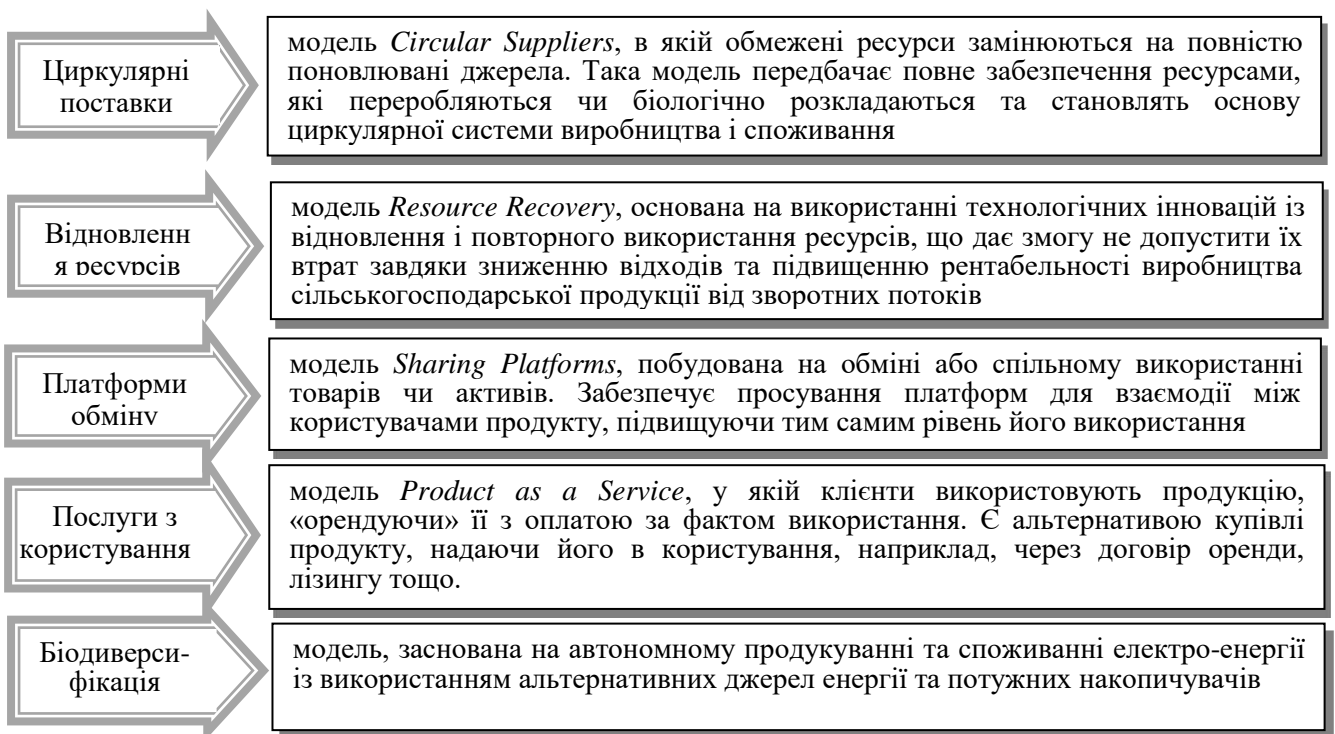 Циркулярні
поставки
модель Circular Suppliers, в якій обмежені ресурси замінюються на повністю
поновлювані джерела. Така модель передбачає повне забезпечення ресурсами,
які переробляються чи біологічно розкладаються та становлять основу
циркулярної системи виробництва і споживання
Відновленн
я ресурсів
модель Resource Recovery, основана на використанні технологічних інновацій із
відновлення і повторного використання ресурсів, що дає змогу не допустити їх
втрат завдяки зниженню відходів та підвищенню рентабельності виробництва
сільськогосподарської продукції від зворотних потоків
Платформи
обміну
модель Sharing Platforms, побудована на обміні або спільному використанні
товарів чи активів. Забезпечує просування платформ для взаємодії між
користувачами продукту, підвищуючи тим самим рівень його використання
Послуги з
користування
модель Product as a Service, у якій клієнти використовують продукцію,
«орендуючи» її з оплатою за фактом використання. Є альтернативою купівлі
продукту, надаючи його в користування, наприклад, через договір оренди,
лізингу тощо.
Біодиверси-
фікація
модель, заснована на автономному продукуванні та споживанні електро-енергії
із використанням альтернативних джерел енергії та потужних накопичувачів